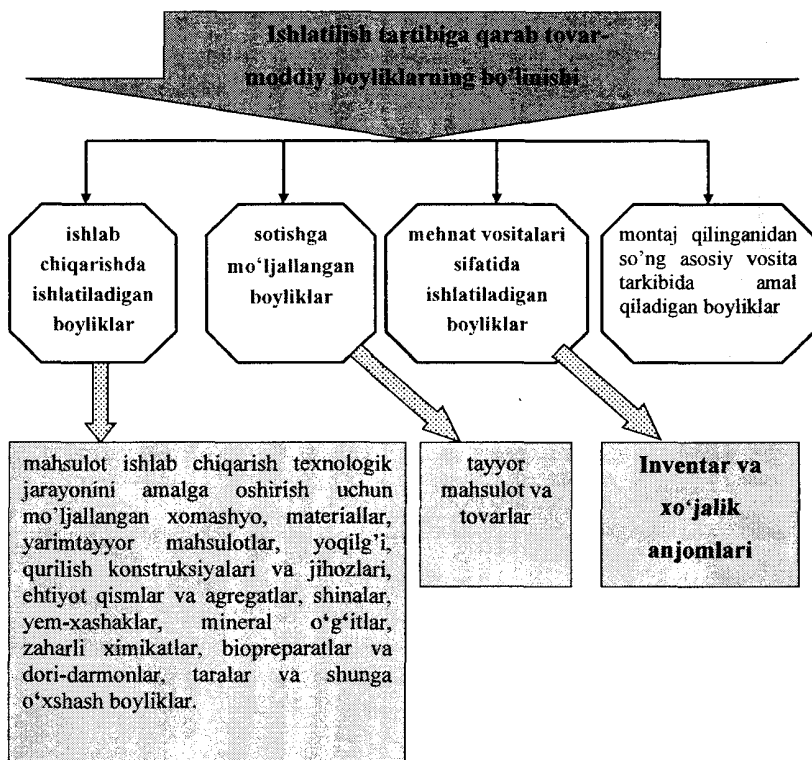 Ishlatilish tartibiga qarab tovar-
moddiy boyliklarning bo‘linishi
ishlab
chiqarishda
ishlatiladigan
boyliklar
sotishga
mo‘ljallangan
boyliklar
mehnat vositalari
sifatida
ishlatiladigan
boyliklar
montaj qilinganidan
so‘ng asosiy vosita
tarkibida amal
qiladigan boyliklar
mahsulot ishlab chiqarish texnologik
jarayonini amalga oshirish uchun
mo‘ljallangan xomashyo, materiallar,
yarimtayyor mahsulotlar, yoqilg’i,
qurilish konstruksiyalari va jihozlari,
ehtiyot qismlar va agregatlar, shinalar,
yem-xashaklar, mineral o‘g‘itlar,
zaharli ximikatlar, biopreparatlar va
dori-darmonlar, taralar va shunga
o‘xshash boyliklar.
tayyor
mahsulot va
tovarlar
Inventar va
xo‘jalik
anjomlari